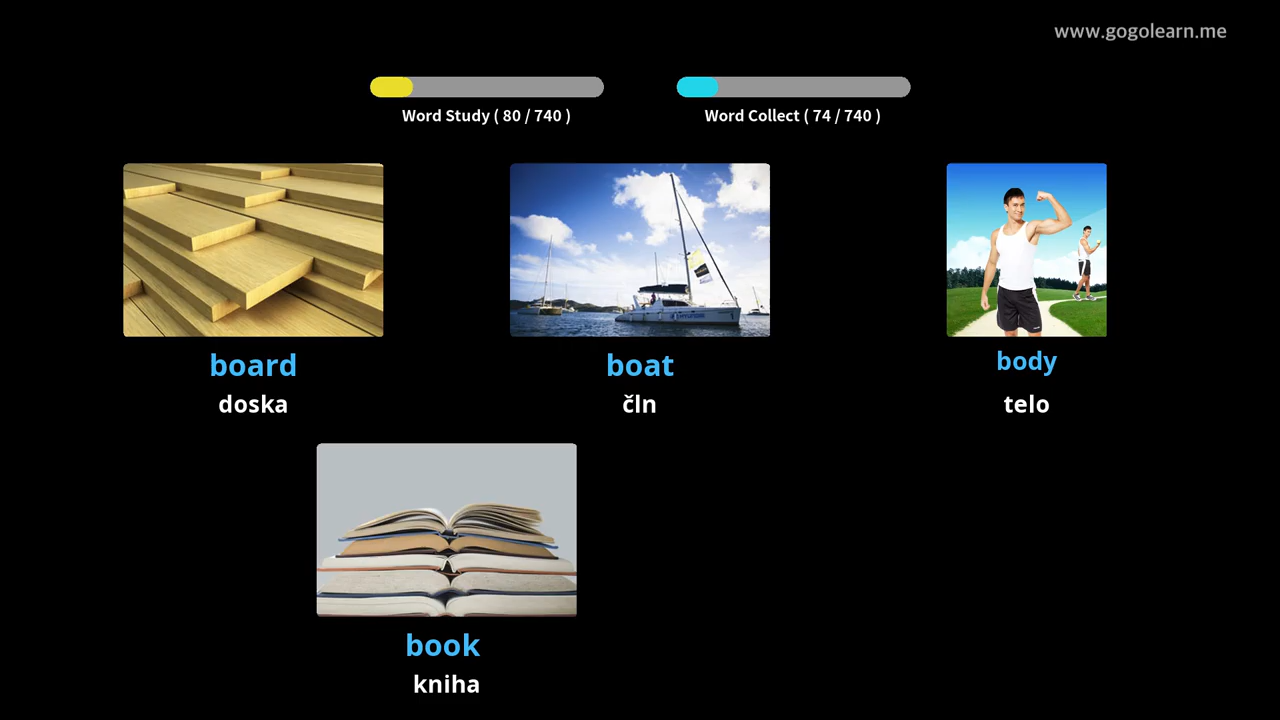 www.gogolearn.me
Word Study ( 80 / 740 )
Word Collect ( 74 / 740 )
board
boat
body
doska
čln
telo
book
kniha